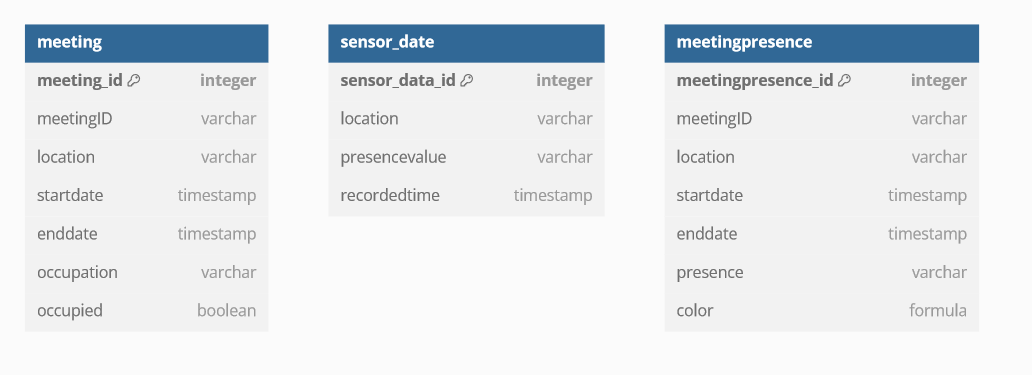 meeting
meeting_id integer
meetingID varchar
location varchar
startdate timestamp
enddate timestamp
occupation varchar
occupied boolean
sensor_date
sensor_data_id integer
location varchar
presencevalue varchar
recordedtime timestamp
meetingpresence
meetingpresence_id integer
meetingID varchar
location varchar
startdate timestamp
enddate timestamp
presence varchar
color formula